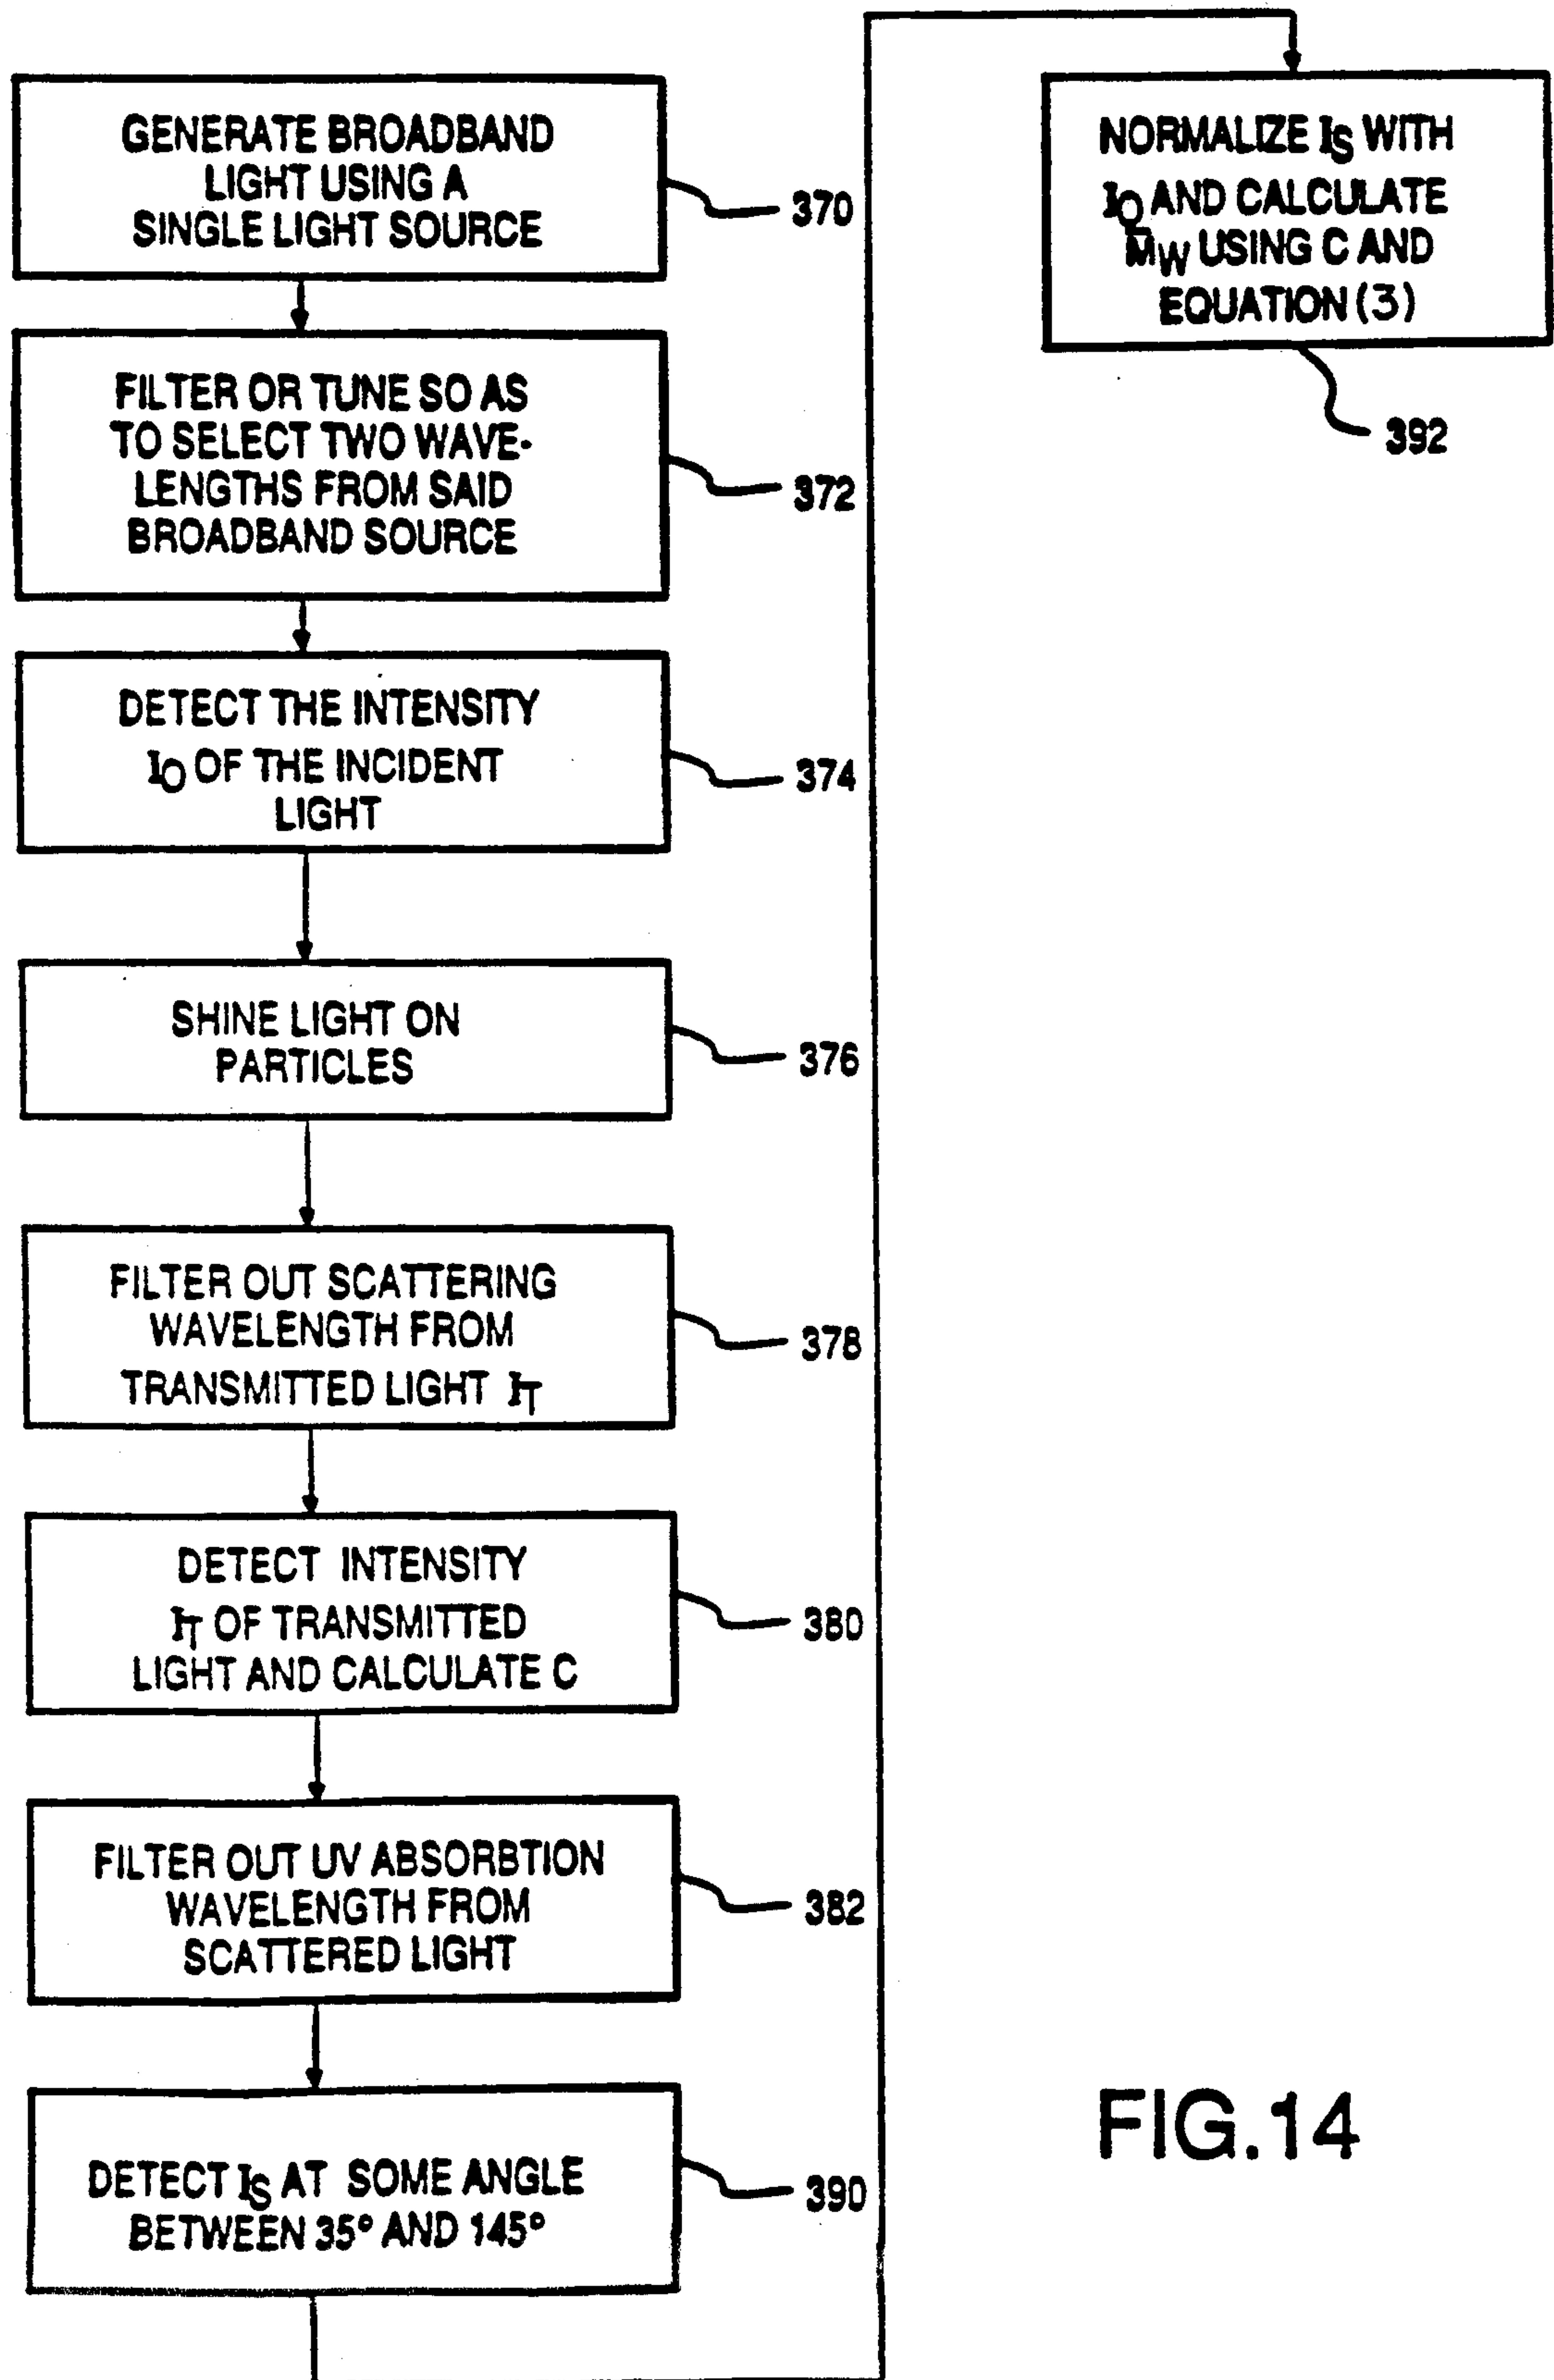 GENERATE BROADBAND
LIGHT USING A
SINGLE LIGHT SOURCE
370
FILTER OR TUNE SO AS
TO SELECT TWO WAVE-
LENGTHS FROM SAID
BROADBAND SOURCE
372
DETECT THE INTENSITY
IO OF THE INCIDENT
LIGHT
374
SHINE LIGHT ON
PARTICLES
376
FILTER OUT SCATTERING
WAVELENGTH FROM
TRANSMITTED LIGHT IT
378
DETECT INTENSITY
IT OF TRANSMITTED
LIGHT AND CALCULATE C
380
FILTER OUT UV ABSORBTION
WAVELENGTH FROM
SCATTERED LIGHT
382
DETECT IS AT SOME ANGLE
BETWEEN 35° AND 145°
390
NORMALIZE IS WITH
IO AND CALCULATE
M̅W USING C AND
EQUATION (3)
392
FIG.14